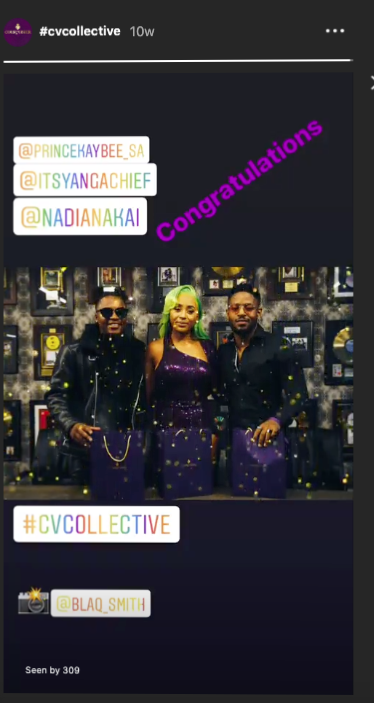 #cvcollective 10w
Congratulations
@PRINCEKAYBEE_SA
@ITSYANGACHIEF
@NADIANAKAI
#CVCOLLECTIVE
@BLAQ_SMITH
Seen by 309